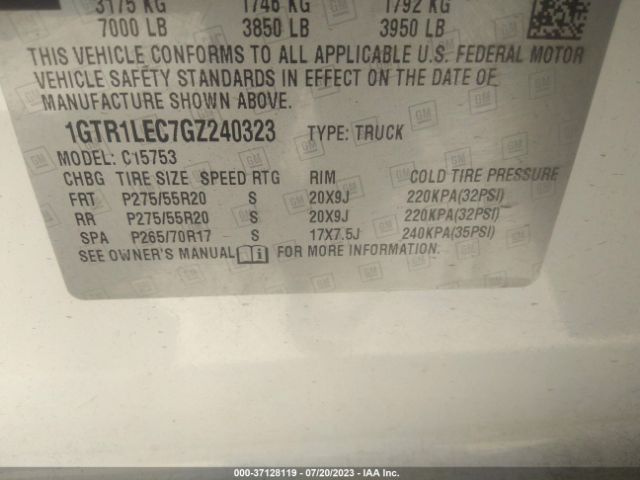 3175 KG 1746 KG 1792 KG
7000 LB 3850 LB 3950 LB
THIS VEHICLE CONFORMS TO ALL APPLICABLE U.S. FEDERAL MOTOR
VEHICLE SAFETY STANDARDS IN EFFECT ON THE DATE OF
MANUFACTURE SHOWN ABOVE.
1GTR1LEC7GZ240323 TYPE: TRUCK
MODEL: C15753
CHBG TIRE SIZE SPEED RTG RIM COLD TIRE PRESSURE
FRT P275/55R20 S 20X9J 220KPA(32PSI)
RR P275/55R20 S 20X9J 220KPA(32PSI)
SPA P265/70R17 S 17X7.5J 240KPA(35PSI)
SEE OWNER'S MANUAL FOR MORE INFORMATION.
000-37128119 - 07/20/2023 - IAA Inc.